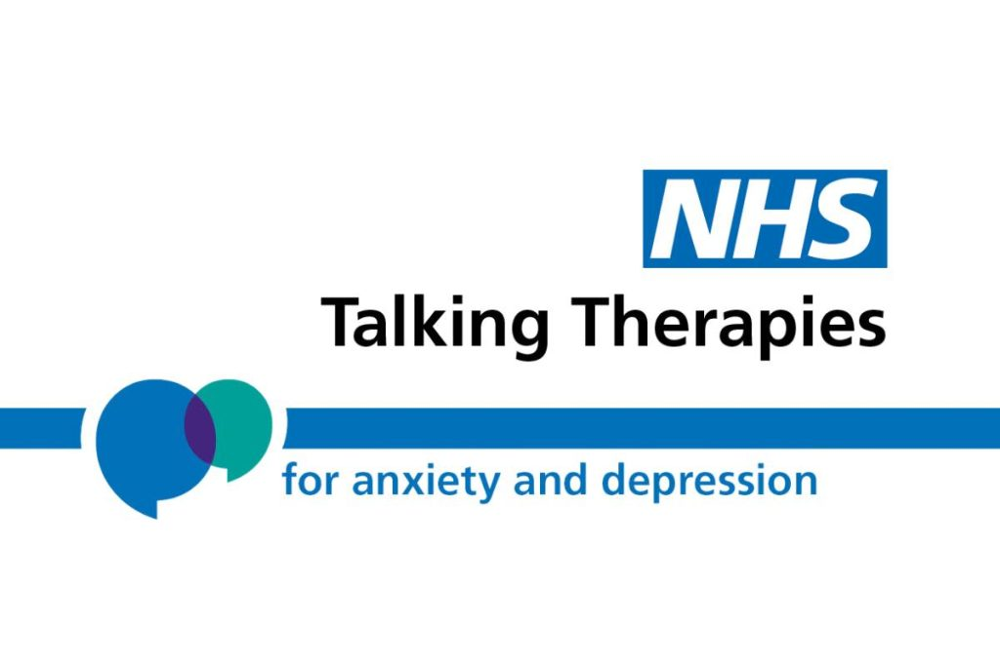 NHS
Talking Therapies
for anxiety and depression